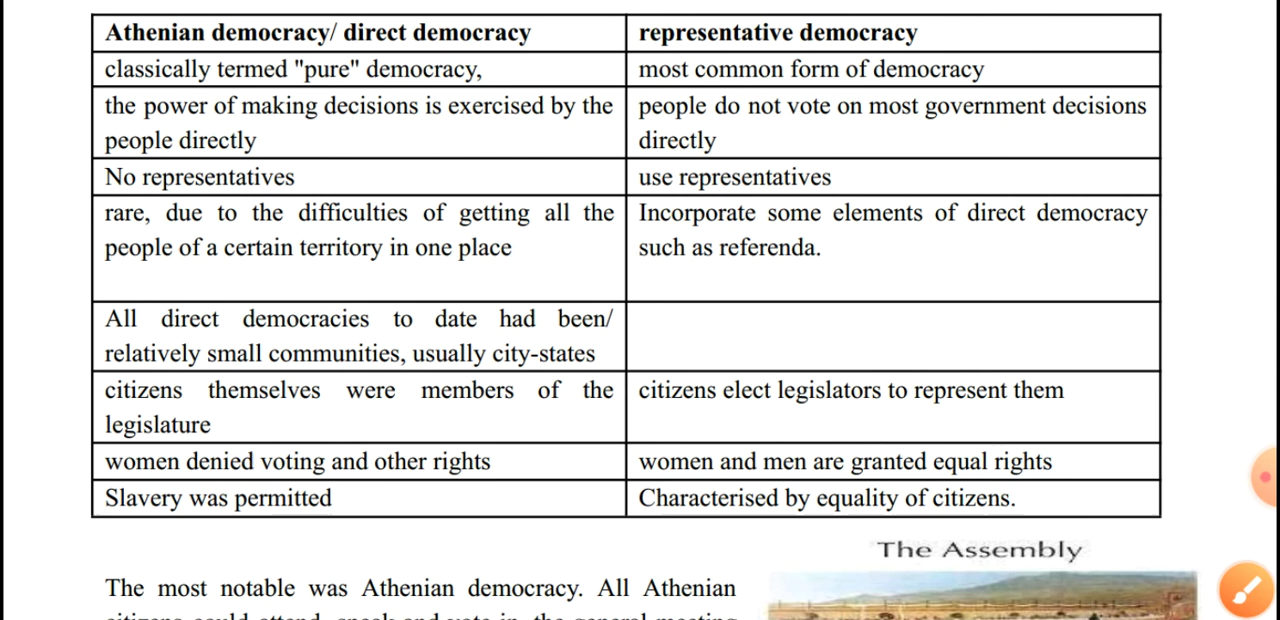 Athenian democracy/ direct democracy
representative democracy
classically termed "pure" democracy,
most common form of democracy
the power of making decisions is exercised by the
people directly
people do not vote on most government decisions
directly
No representatives
use representatives
rare, due to the difficulties of getting all the
people of a certain territory in one place
Incorporate some elements of direct democracy
such as referenda.
All direct democracies to date had been/
relatively small communities, usually city-states
citizens themselves were members of the
legislature
citizens elect legislators to represent them
women denied voting and other rights
women and men are granted equal rights
Slavery was permitted
Characterised by equality of citizens.
The Assembly
The most notable was Athenian democracy. All Athenian